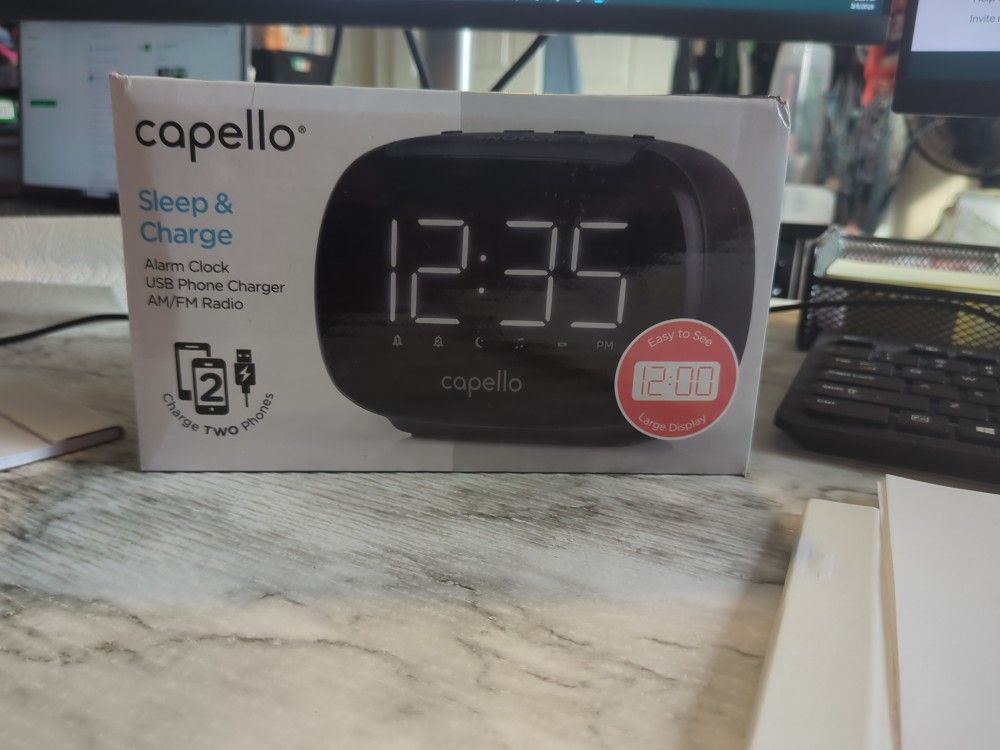 capello®
Sleep &
Charge
Alarm Clock
USB Phone Charger
AM/FM Radio
2
Charge TWO Phones
12:35
PM
capello
Easy to See
12:00
Large Display
Invite